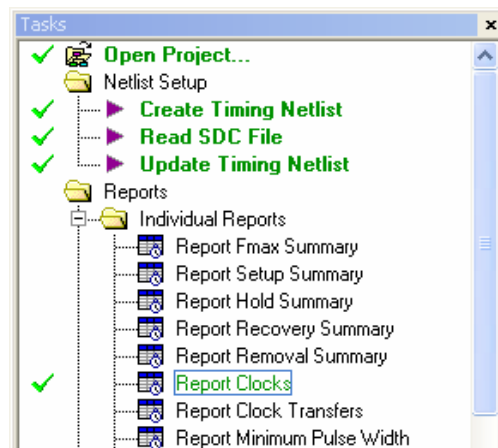 Tasks
Open Project...
Netlist Setup
Create Timing Netlist
Read SDC File
Update Timing Netlist
Reports
Individual Reports
Report Fmax Summary
Report Setup Summary
Report Hold Summary
Report Recovery Summary
Report Removal Summary
Report Clocks
Report Clock Transfers
Report Minimum Pulse Width